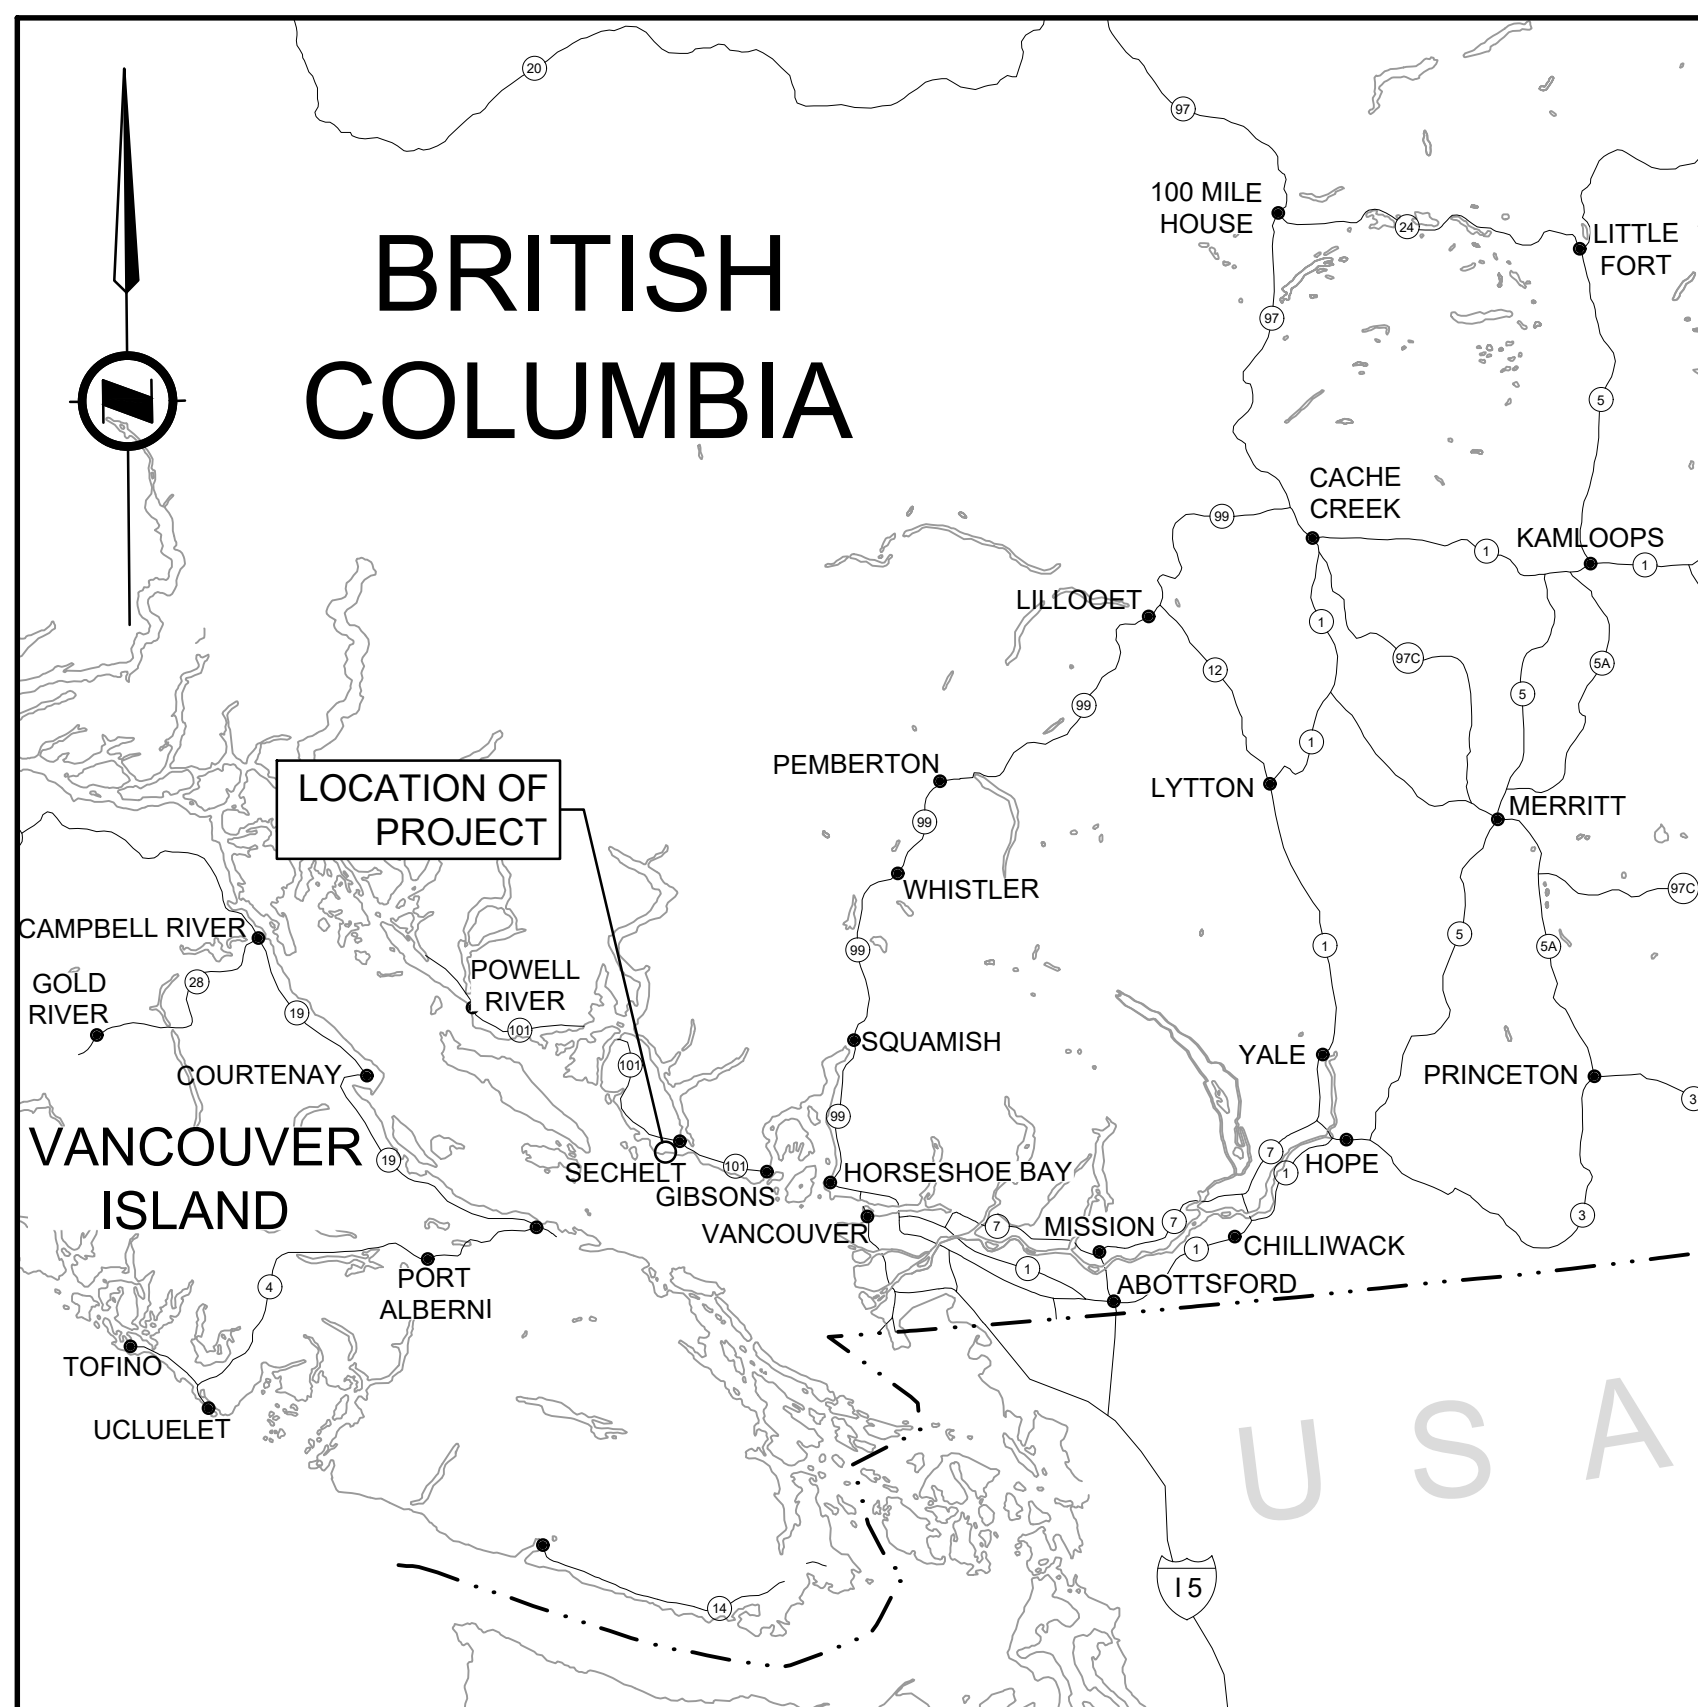 20
97
100 MILE
HOUSE
24
LITTLE
FORT
BRITISH
COLUMBIA
97
5
CACHE
CREEK
99
1
KAMLOOPS
1
LILLOOET
1
12
97C
5A
5
99
1
LOCATION OF
PROJECT
PEMBERTON
LYTTON
MERRITT
99
WHISTLER
97C
CAMPBELL RIVER
99
1
5
5A
GOLD
RIVER
28
19
POWELL
RIVER
101
101
SQUAMISH
YALE
COURTENAY
PRINCETON
3
99
VANCOUVER
ISLAND
19
SECHELT
101
GIBSONS
HORSESHOE BAY
7
1
HOPE
VANCOUVER
7
MISSION
7
3
1
1
CHILLIWACK
PORT
ALBERNI
4
ABOTTSFORD
TOFINO
UCLUELET
U S A
I 5
14